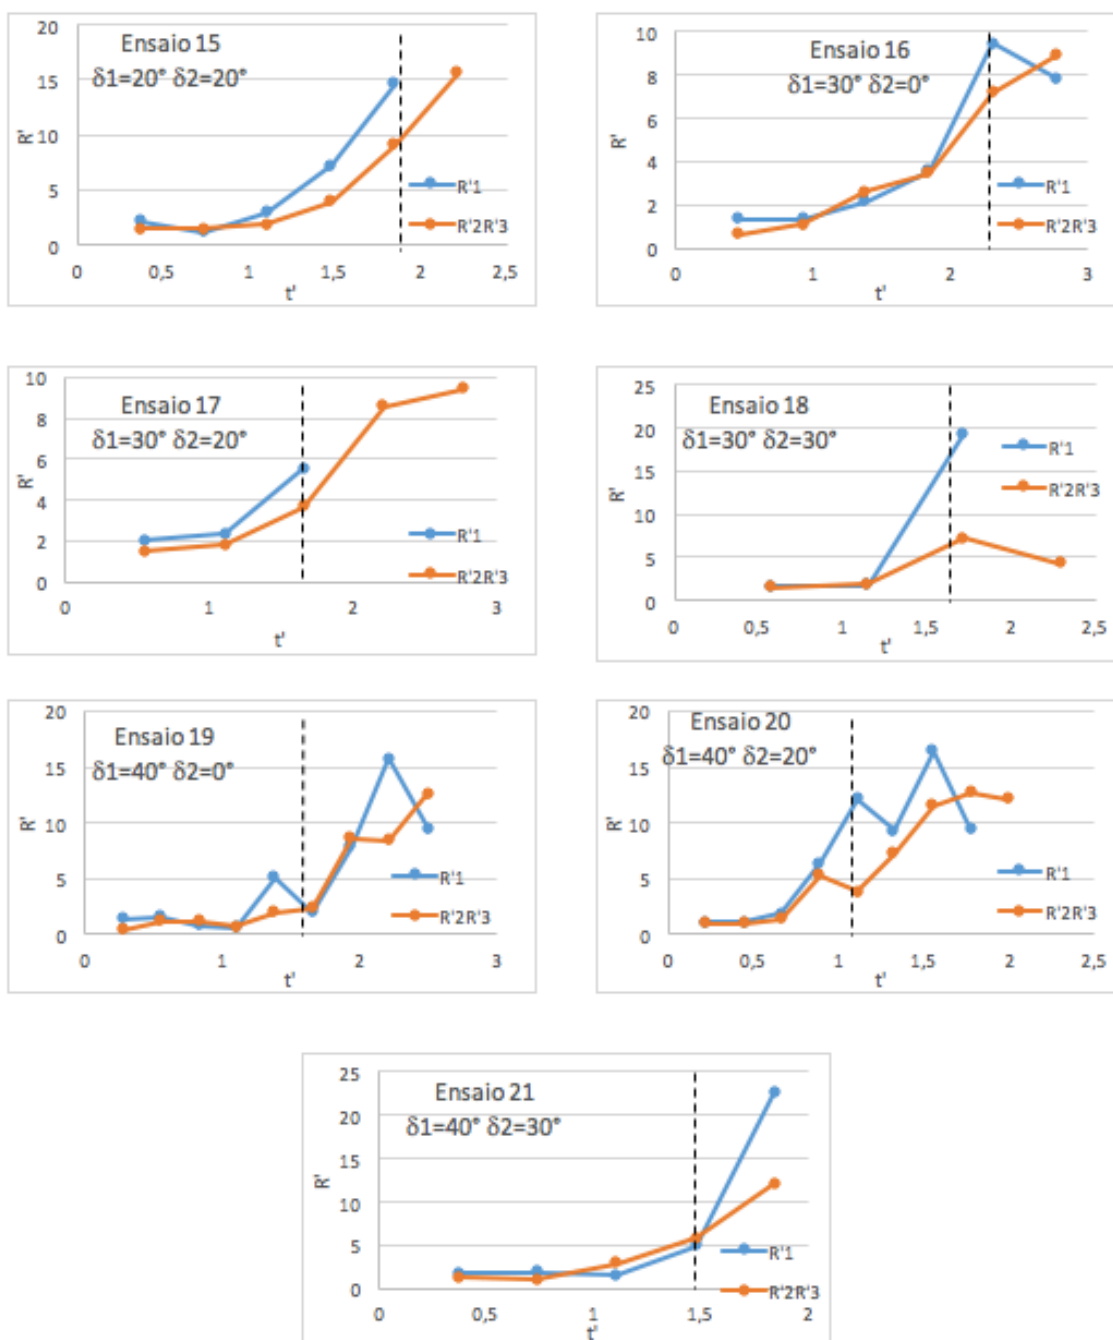 Ensaio 15
δ1=20° δ2=20°
20
15
10
5
0
R'
0 0,5 1 1,5 2 2,5
t'
R'1
R'2R'3
Ensaio 16
δ1=30° δ2=0°
10
8
6
4
2
0
R'
0 1 2 3
t'
R'1
R'2R'3
Ensaio 17
δ1=30° δ2=20°
10
8
6
4
2
0
R'
0 1 2 3
t'
R'1
R'2R'3
Ensaio 18
δ1=30° δ2=30°
25
20
15
10
5
0
R'
0 0,5 1 1,5 2 2,5
t'
R'1
R'2R'3
Ensaio 19
δ1=40° δ2=0°
20
15
10
5
0
R'
0 1 2 3
t'
R'1
R'2R'3
Ensaio 20
δ1=40° δ2=20°
20
15
10
5
0
R'
0 0,5 1 1,5 2 2,5
t'
R'1
R'2R'3
Ensaio 21
δ1=40° δ2=30°
25
20
15
10
5
0
R'
0 0,5 1 1,5 2
t'
R'1
R'2R'3